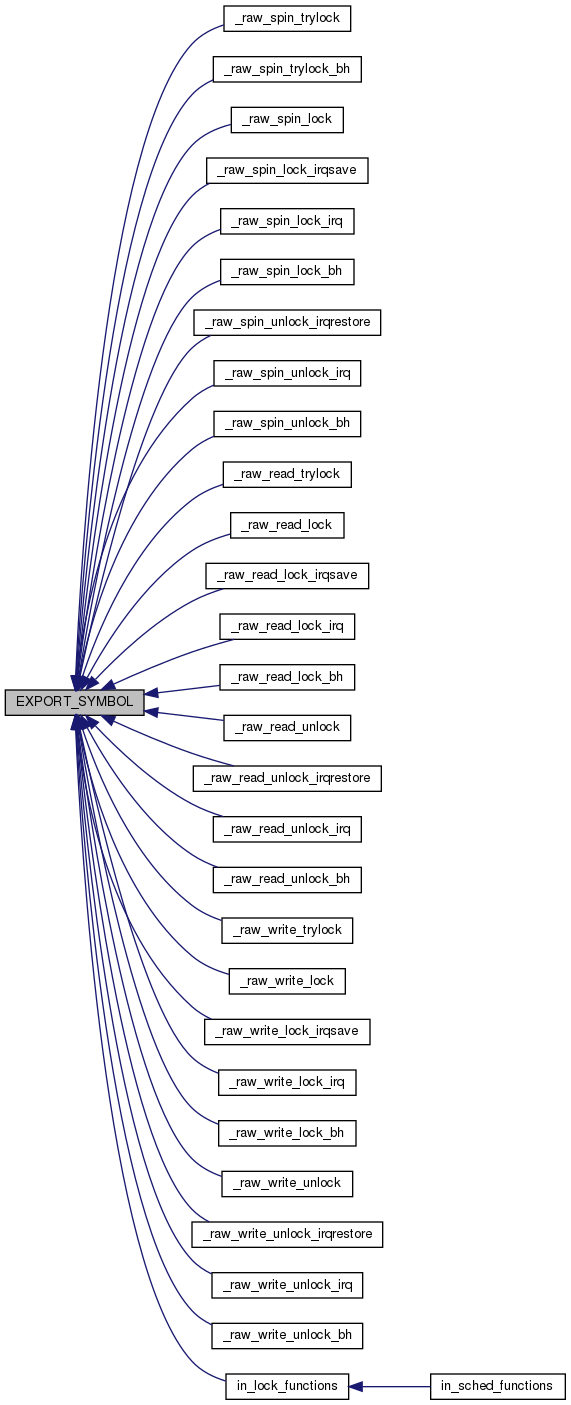 _raw_spin_trylock
_raw_spin_trylock_bh
_raw_spin_lock
_raw_spin_lock_irqsave
_raw_spin_lock_irq
_raw_spin_lock_bh
_raw_spin_unlock_irqrestore
_raw_spin_unlock_irq
_raw_spin_unlock_bh
_raw_read_trylock
_raw_read_lock
_raw_read_lock_irqsave
_raw_read_lock_irq
_raw_read_lock_bh
EXPORT_SYMBOL
_raw_read_unlock
_raw_read_unlock_irqrestore
_raw_read_unlock_irq
_raw_read_unlock_bh
_raw_write_trylock
_raw_write_lock
_raw_write_lock_irqsave
_raw_write_lock_irq
_raw_write_lock_bh
_raw_write_unlock
_raw_write_unlock_irqrestore
_raw_write_unlock_irq
_raw_write_unlock_bh
in_lock_functions
in_sched_functions